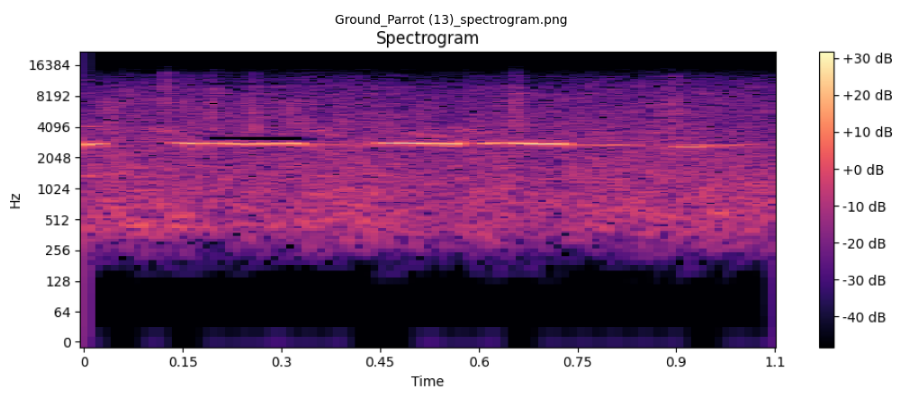 Ground_Parrot (13)_spectrogram.png
Spectrogram
Hz
16384
8192
4096
2048
1024
512
256
128
64
0
0 0.15 0.3 0.45 0.6 0.75 0.9 1.1
Time
+30 dB
+20 dB
+10 dB
+0 dB
-10 dB
-20 dB
-30 dB
-40 dB